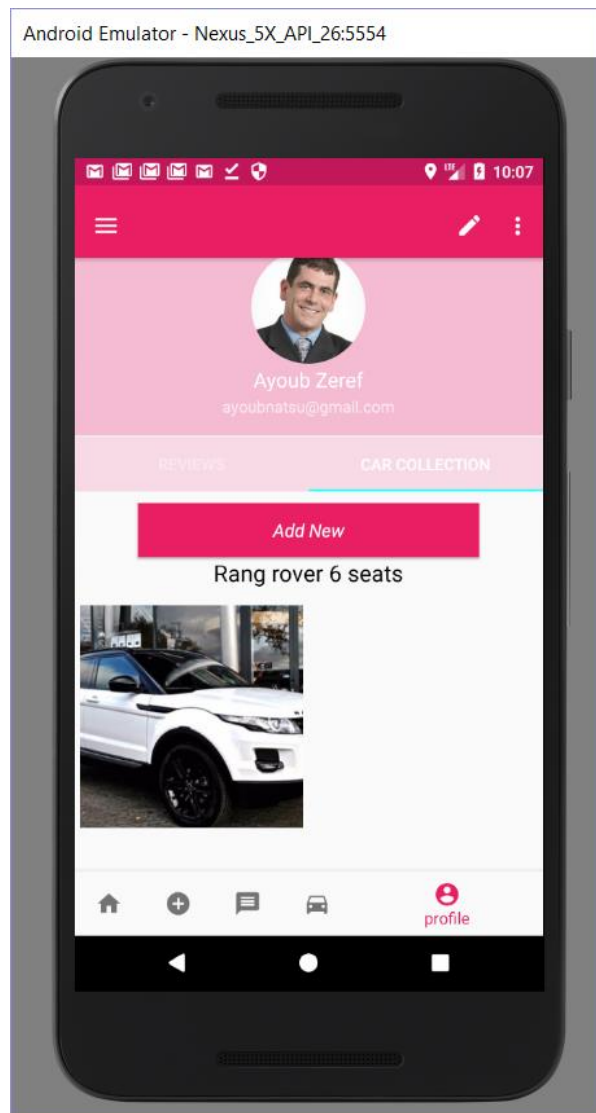 Android Emulator - Nexus_5X_API_26:5554
LTE 10:07
Ayoub Zeref
ayoubnatsu@gmail.com
REVIEWS CAR COLLECTION
Add New
Rang rover 6 seats
profile